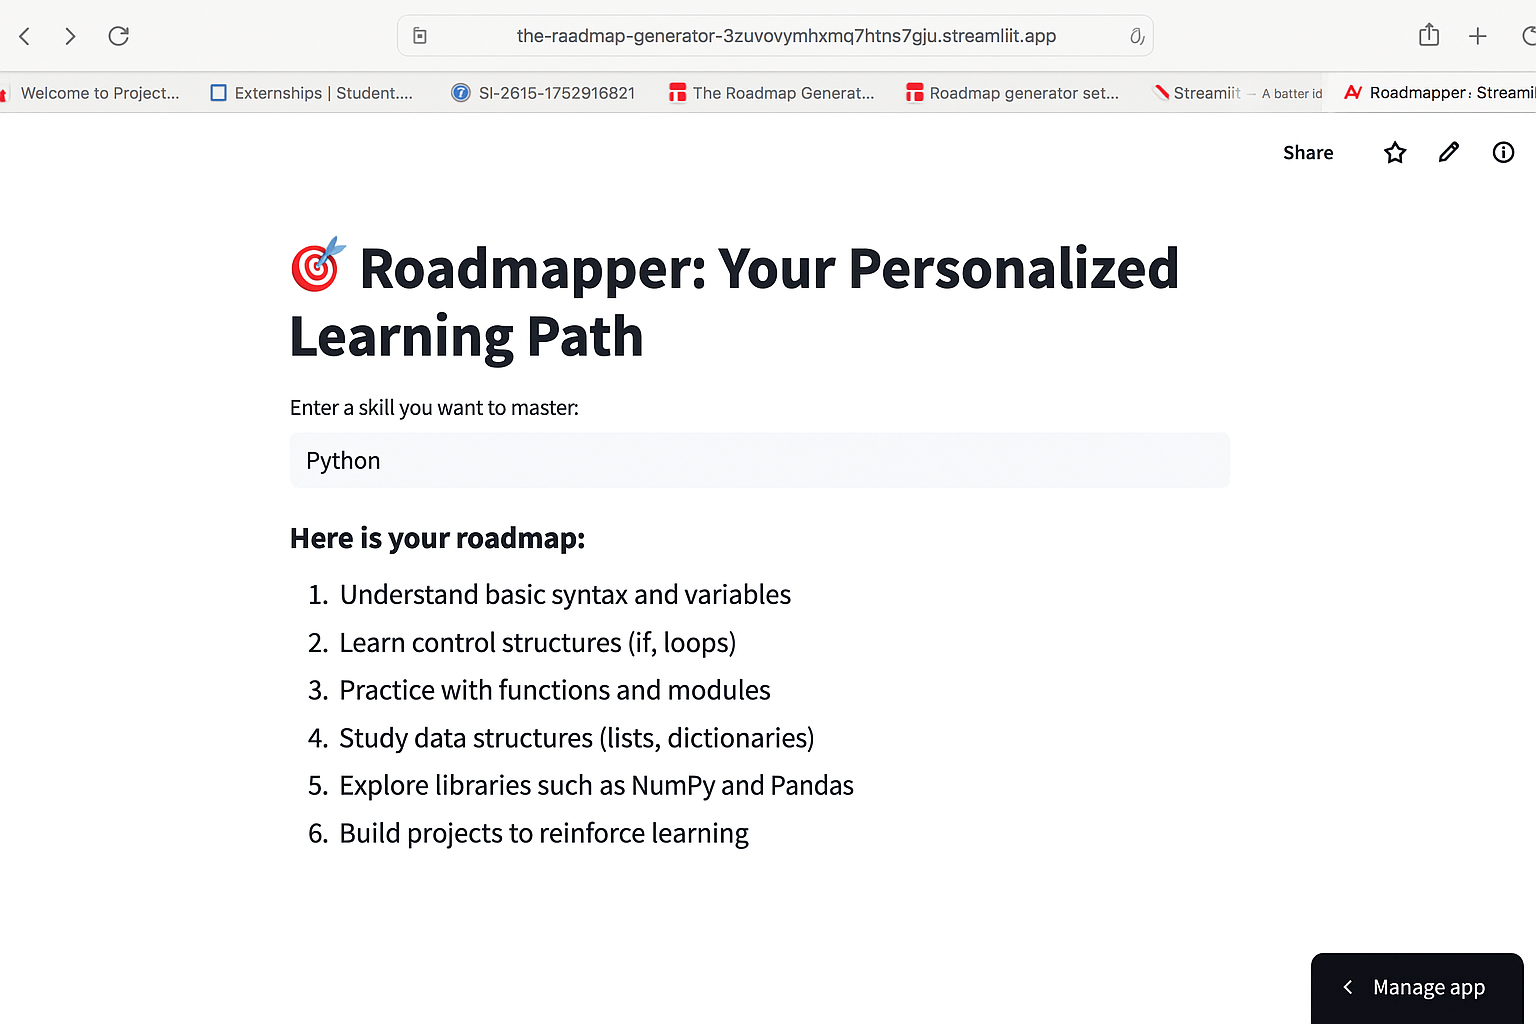 the-raadmap-generator-3zuvovymhxmq7htns7gju.streamliit.app
Welcome to Project... Externships | Student.... SI-2615-1752916821 The Roadmap Generat... Roadmap generator set... Streamiit – A batter id Roadmapper: Streamil
Share
Roadmapper: Your Personalized
Learning Path
Enter a skill you want to master:
Python
Here is your roadmap:
1. Understand basic syntax and variables
2. Learn control structures (if, loops)
3. Practice with functions and modules
4. Study data structures (lists, dictionaries)
5. Explore libraries such as NumPy and Pandas
6. Build projects to reinforce learning
Manage app